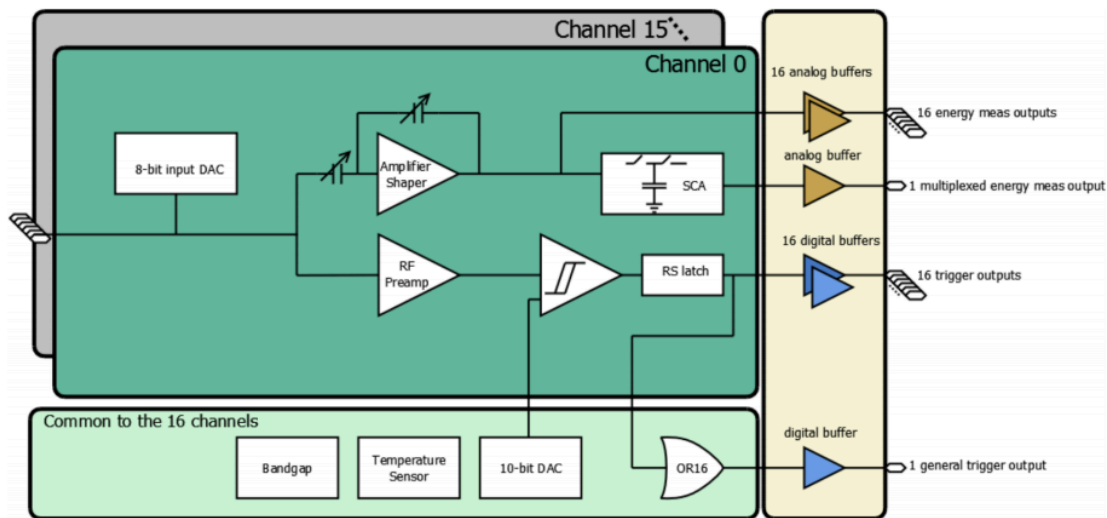 Channel 15
Channel 0
16 analog buffers
16 energy meas outputs
8-bit input DAC
Amplifier
Shaper
analog buffer
SCA
1 multiplexed energy meas output
16 digital buffers
RF
Preamp
RS latch
16 trigger outputs
Common to the 16 channels
digital buffer
Bandgap
Temperature
Sensor
10-bit DAC
OR16
1 general trigger output